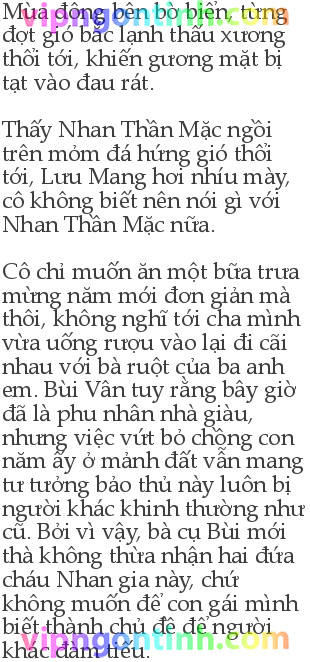 Mùa đông bên bờ biển, từng
đợt gió bấc lạnh thấu xương
thổi tới, khiến gương mặt bị
tạt vào đau rát.

Thấy Nhan Thần Mặc ngồi
trên mỏm đá hứng gió thổi
tới, Lưu Mang hơi nhíu mày,
cô không biết nên nói gì với
Nhan Thần Mặc nữa.

Cô chỉ muốn ăn một bữa trưa
mừng năm mới đơn giản mà
thôi, không nghĩ tới cha mình
vừa uống rượu vào lại đi cãi
nhau với bà ruột của ba anh
em. Bùi Vân tuy rằng bây giờ
đã là phu nhân nhà giàu,
nhưng việc vứt bỏ chồng con
năm ấy ở mảnh đất vẫn mang
tư tưởng bảo thủ này luôn bị
người khác khinh thường như
cũ. Bởi vì vậy, bà cụ Bùi mới
thà không thừa nhận hai đứa
cháu Nhan gia này, chứ
không muốn để con gái mình
biết thành chủ đề để người
khác đàm tiếu.
vipngontinh.com
vipngontinh.com